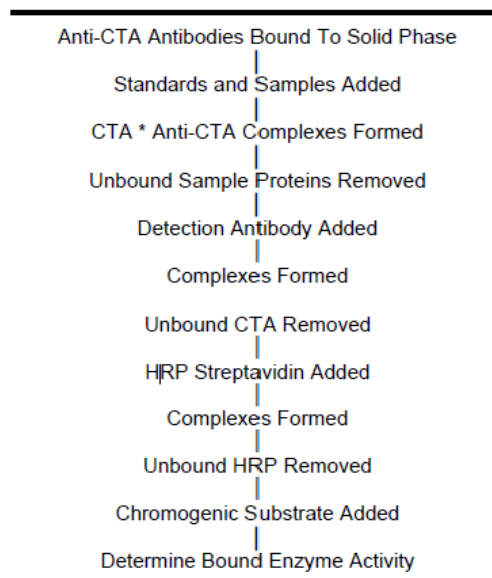 Anti-CTA Antibodies Bound To Solid Phase
Standards and Samples Added
CTA * Anti-CTA Complexes Formed
Unbound Sample Proteins Removed
Detection Antibody Added
Complexes Formed
Unbound CTA Removed
HRP Streptavidin Added
Complexes Formed
Unbound HRP Removed
Chromogenic Substrate Added
Determine Bound Enzyme Activity